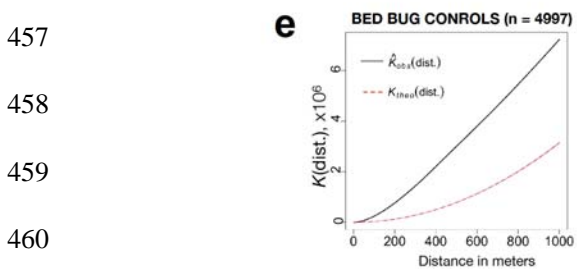 457
458
459
460
e
BED BUG CONROLS (n = 4997)
K̂obs(dist.)
Ktheo(dist.)
K(dist.), x10⁶
6
4
2
0
0 200 400 600 800 1000
Distance in meters